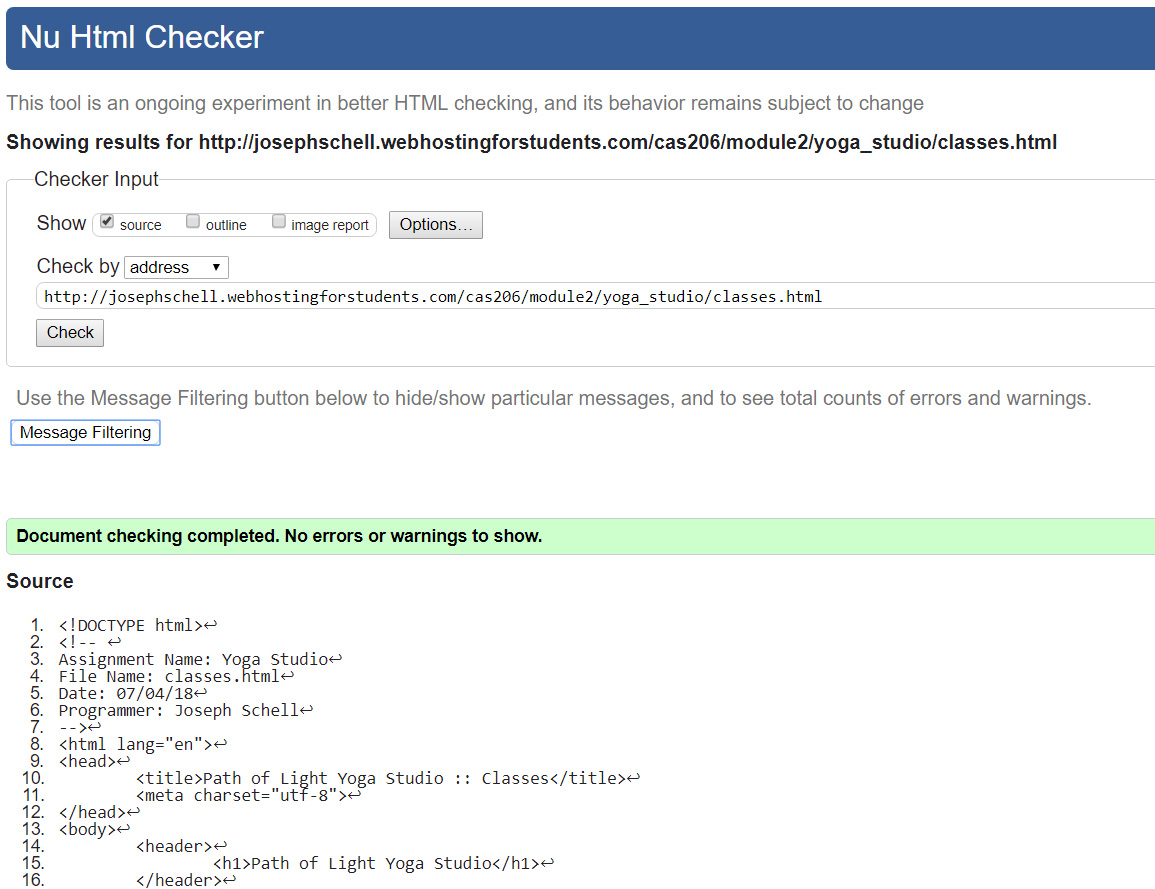 Nu Html Checker
This tool is an ongoing experiment in better HTML checking, and its behavior remains subject to change
Showing results for http://josephschell.webhostingforstudents.com/cas206/module2/yoga_studio/classes.html
Checker Input
Show source outline image report Options...
Check by address
http://josephschell.webhostingforstudents.com/cas206/module2/yoga_studio/classes.html
Check
Use the Message Filtering button below to hide/show particular messages, and to see total counts of errors and warnings.
Message Filtering
Document checking completed. No errors or warnings to show.
Source
1. <!DOCTYPE html>↩
2. <!-- ↩
3. Assignment Name: Yoga Studio↩
4. File Name: classes.html↩
5. Date: 07/04/18↩
6. Programmer: Joseph Schell↩
7. -->↩
8. <html lang="en">↩
9. <head>↩
10. <title>Path of Light Yoga Studio :: Classes</title>↩
11. <meta charset="utf-8">↩
12. </head>↩
13. <body>↩
14. <header>↩
15. <h1>Path of Light Yoga Studio</h1>↩
16. </header>↩